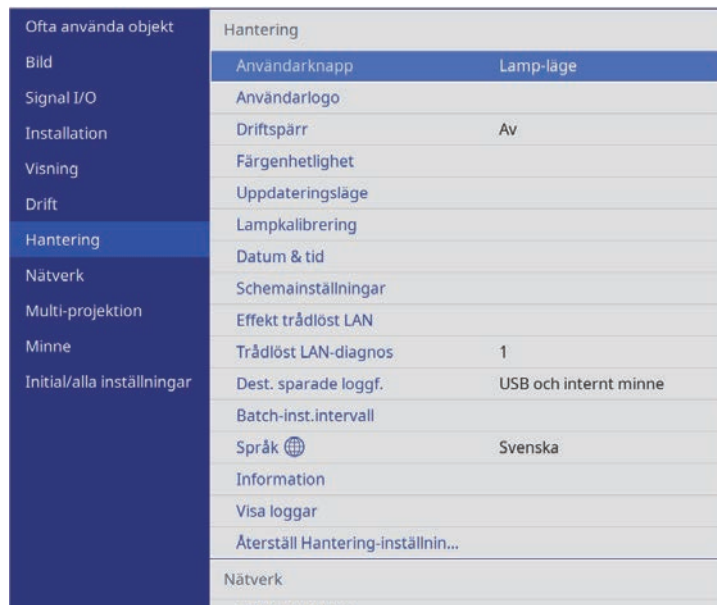 Ofta använda objekt
Bild
Signal I/O
Installation
Visning
Drift
Hantering
Nätverk
Multi-projektion
Minne
Initial/alla inställningar
Hantering
Användarknapp Lamp-läge
Användarlogo
Driftspärr Av
Färgenhetlighet
Uppdateringsläge
Lampkalibrering
Datum & tid
Schemainställningar
Effekt trådlöst LAN
Trådlöst LAN-diagnos 1
Dest. sparade loggf. USB och internt minne
Batch-inst.intervall
Språk Svenska
Information
Visa loggar
Återställ Hantering-inställnin...
Nätverk